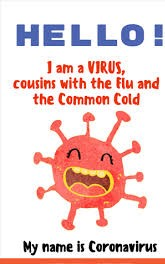 HELLO!
I am a VIRUS,
cousins with the Flu and
the Common Cold
My name is Coronavirus